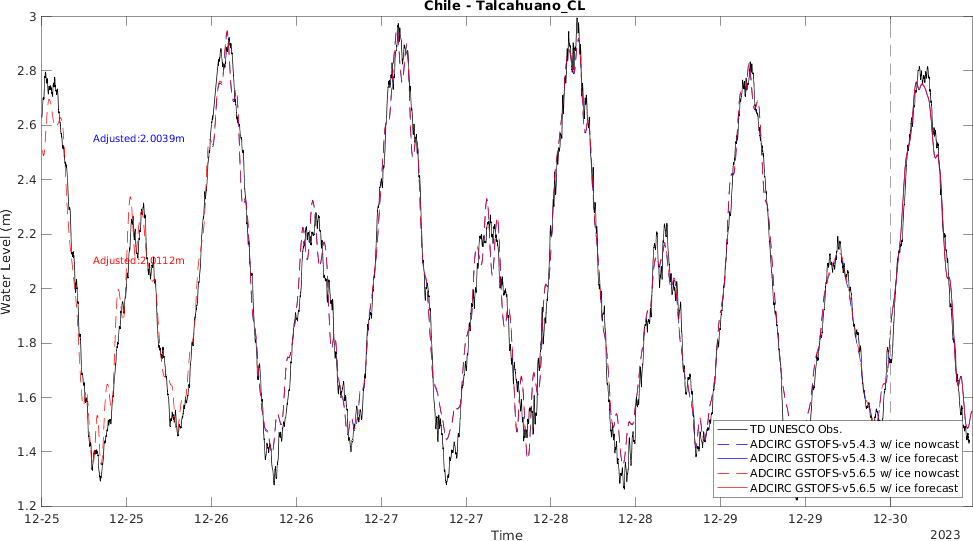 Chile - Talcahuano_CL
3
2.8
2.6
2.4
2.2
2
1.8
1.6
1.4
1.2
Water Level (m)
Adjusted:2.0039m
Adjusted:2.0112m
TD UNESCO Obs.
ADCIRC GSTOFS-v5.4.3 w/ ice nowcast
ADCIRC GSTOFS-v5.4.3 w/ ice forecast
ADCIRC GSTOFS-v5.6.5 w/ ice nowcast
ADCIRC GSTOFS-v5.6.5 w/ ice forecast
12-25 12-25 12-26 12-26 12-27 12-27 12-28 12-28 12-29 12-29 12-30
Time
2023